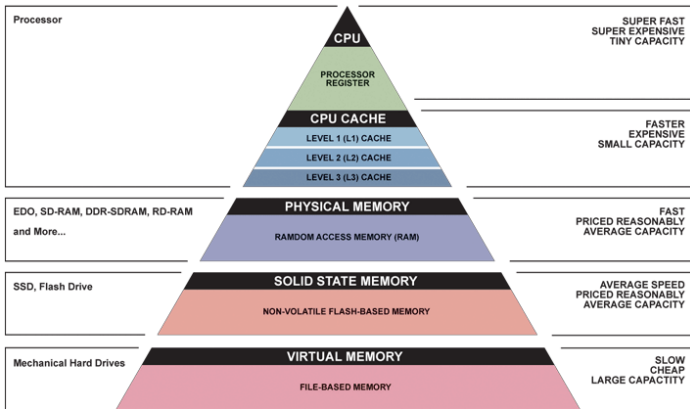 Processor
CPU
SUPER FAST
SUPER EXPENSIVE
TINY CAPACITY
PROCESSOR
REGISTER
CPU CACHE
LEVEL 1 (L1) CACHE
LEVEL 2 (L2) CACHE
LEVEL 3 (L3) CACHE
FASTER
EXPENSIVE
SMALL CAPACITY
EDO, SD-RAM, DDR-SDRAM, RD-RAM
and More...
PHYSICAL MEMORY
RAMDOM ACCESS MEMORY (RAM)
FAST
PRICED REASONABLY
AVERAGE CAPACITY
SSD, Flash Drive
SOLID STATE MEMORY
NON-VOLATILE FLASH-BASED MEMORY
AVERAGE SPEED
PRICED REASONABLY
AVERAGE CAPACITY
Mechanical Hard Drives
VIRTUAL MEMORY
FILE-BASED MEMORY
SLOW
CHEAP
LARGE CAPACTITY